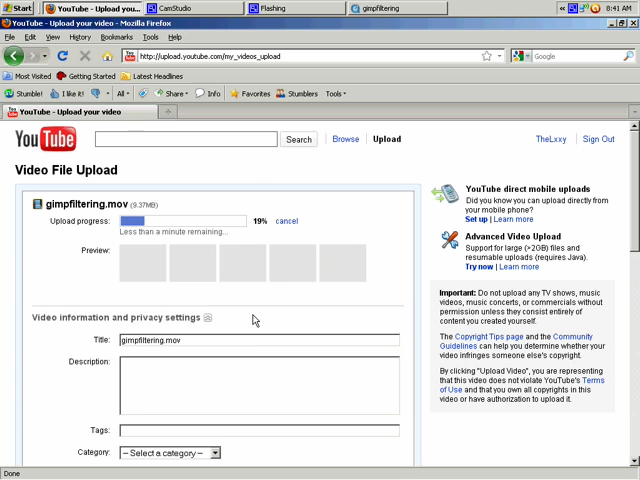 Start
YouTube - Upload your...
CamStudio
Flashing
gimpfiltering
8:41 AM
YouTube - Upload your video - Mozilla Firefox
File Edit View History Bookmarks Tools Help
http://upload.youtube.com/my_videos_upload
Google
Most Visited Getting Started Latest Headlines
Stumble! I like it! All Share Info Favorites Stumblers Tools
YouTube - Upload your video
YouTube
Search
Browse
Upload
TheLxxy
Sign Out
Video File Upload
gimpfiltering.mov (9.37MB)
Upload progress: 19% cancel
Less than a minute remaining...
Preview:
Video information and privacy settings
Title: gimpfiltering.mov
Description:
Tags:
Category: -- Select a category --
YouTube direct mobile uploads
Did you know you can upload directly from
your mobile phone?
Set up | Learn more
Advanced Video Upload
Support for large (>2GB) files and
resumable uploads (requires Java).
Try now | Learn more
Important: Do not upload any TV shows, music
videos, music concerts, or commercials without
permission unless they consist entirely of
content you created yourself.
The Copyright Tips page and the Community
Guidelines can help you determine whether your
video infringes someone else's copyright.
By clicking "Upload Video", you are representing
that this video does not violate YouTube's Terms
of Use and that you own all copyrights in this
video or have authorization to upload it.
Done